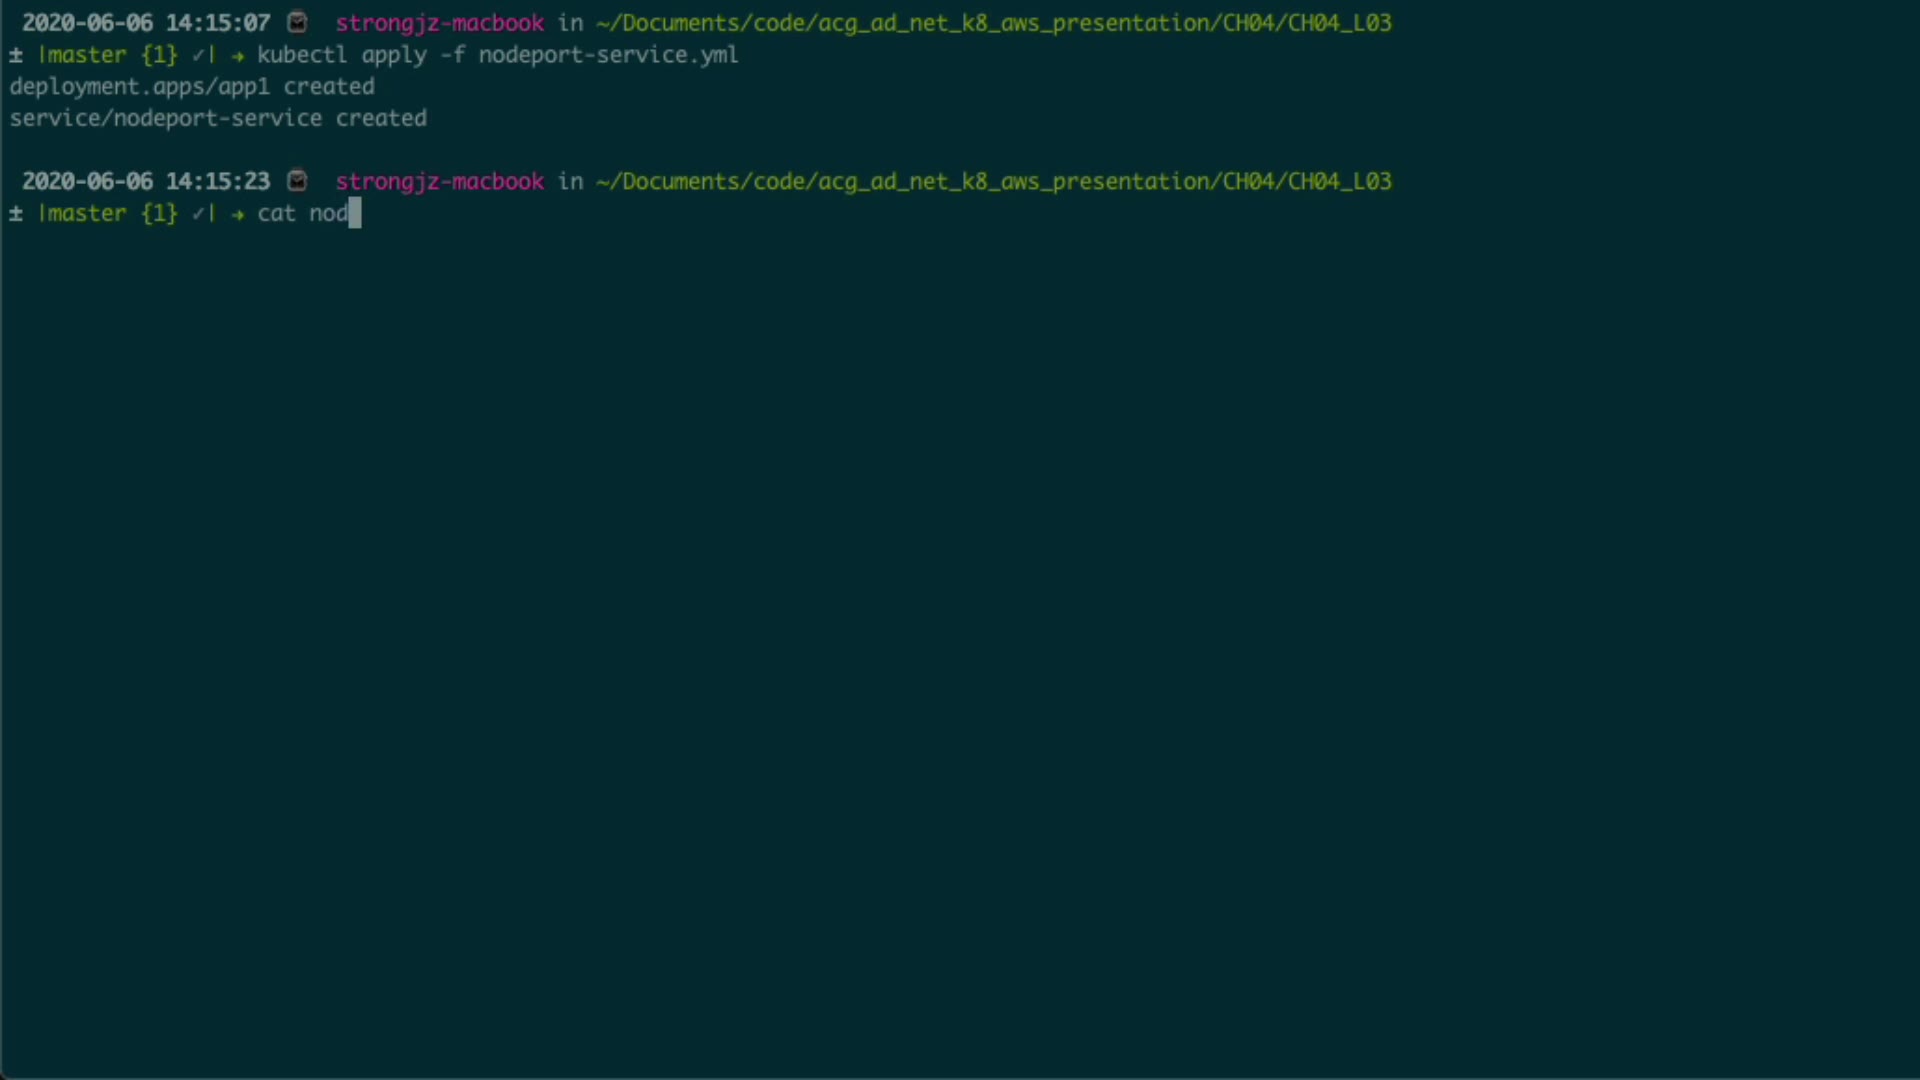 2020-06-06 14:15:07 strongjz-macbook in ~/Documents/code/acg_ad_net_k8_aws_presentation/CH04/CH04_L03
± |master {1} ✓| → kubectl apply -f nodeport-service.yml
deployment.apps/app1 created
service/nodeport-service created
2020-06-06 14:15:23 strongjz-macbook in ~/Documents/code/acg_ad_net_k8_aws_presentation/CH04/CH04_L03
± |master {1} ✓| → cat nod